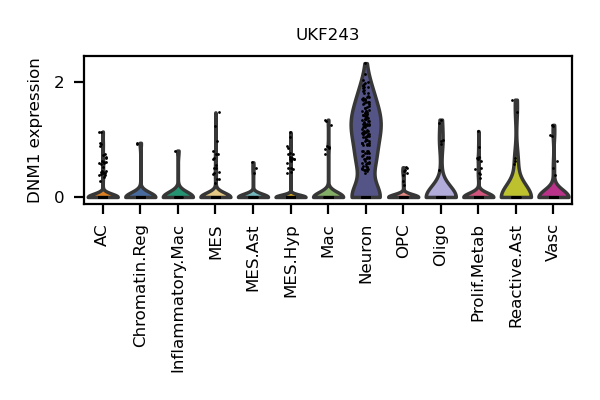 UKF243
DNM1 expression
2
0
AC
Chromatin.Reg
Inflammatory.Mac
MES
MES.Ast
MES.Hyp
Mac
Neuron
OPC
Oligo
Prolif.Metab
Reactive.Ast
Vasc